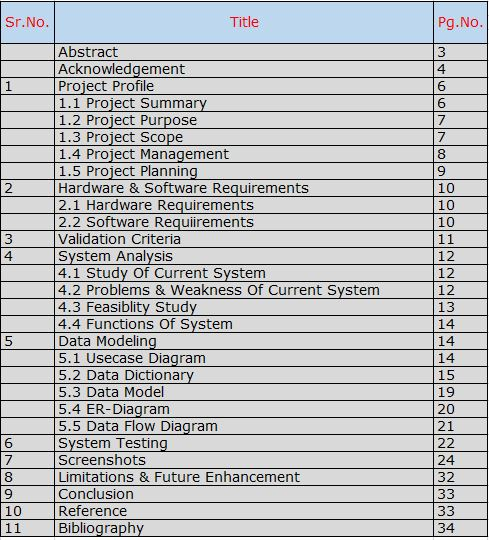 Sr.No. Title Pg.No.
Abstract 3
Acknowledgement 4
1 Project Profile 6
1.1 Project Summary 6
1.2 Project Purpose 7
1.3 Project Scope 7
1.4 Project Management 8
1.5 Project Planning 9
2 Hardware & Software Requirements 10
2.1 Hardware Requirements 10
2.2 Software Requiirements 10
3 Validation Criteria 11
4 System Analysis 12
4.1 Study Of Current System 12
4.2 Problems & Weakness Of Current System 12
4.3 Feasiblity Study 13
4.4 Functions Of System 14
5 Data Modeling 14
5.1 Usecase Diagram 14
5.2 Data Dictionary 15
5.3 Data Model 19
5.4 ER-Diagram 20
5.5 Data Flow Diagram 21
6 System Testing 22
7 Screenshots 24
8 Limitations & Future Enhancement 32
9 Conclusion 33
10 Reference 33
11 Bibliography 34